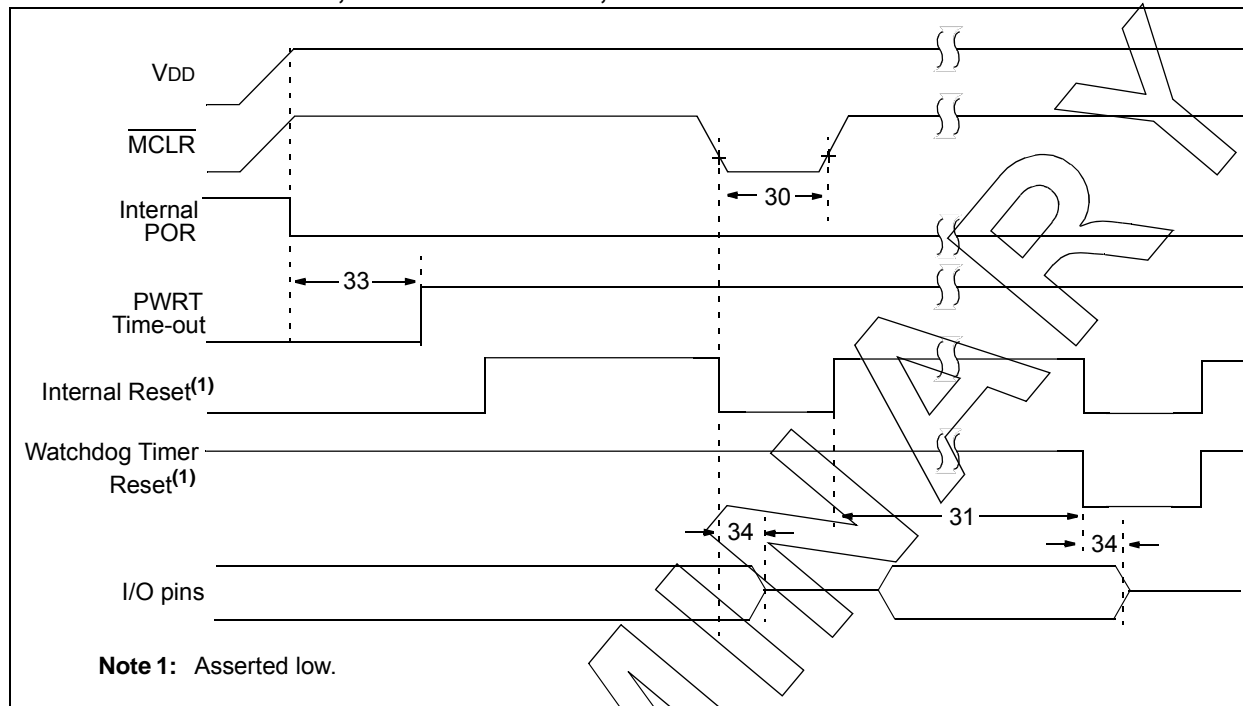 VDD
MCLR
Internal
POR
30
33
PWRT
Time-out
Internal Reset(1)
Watchdog Timer
Reset(1)
31
34
34
I/O pins
Note 1: Asserted low.
MINARY